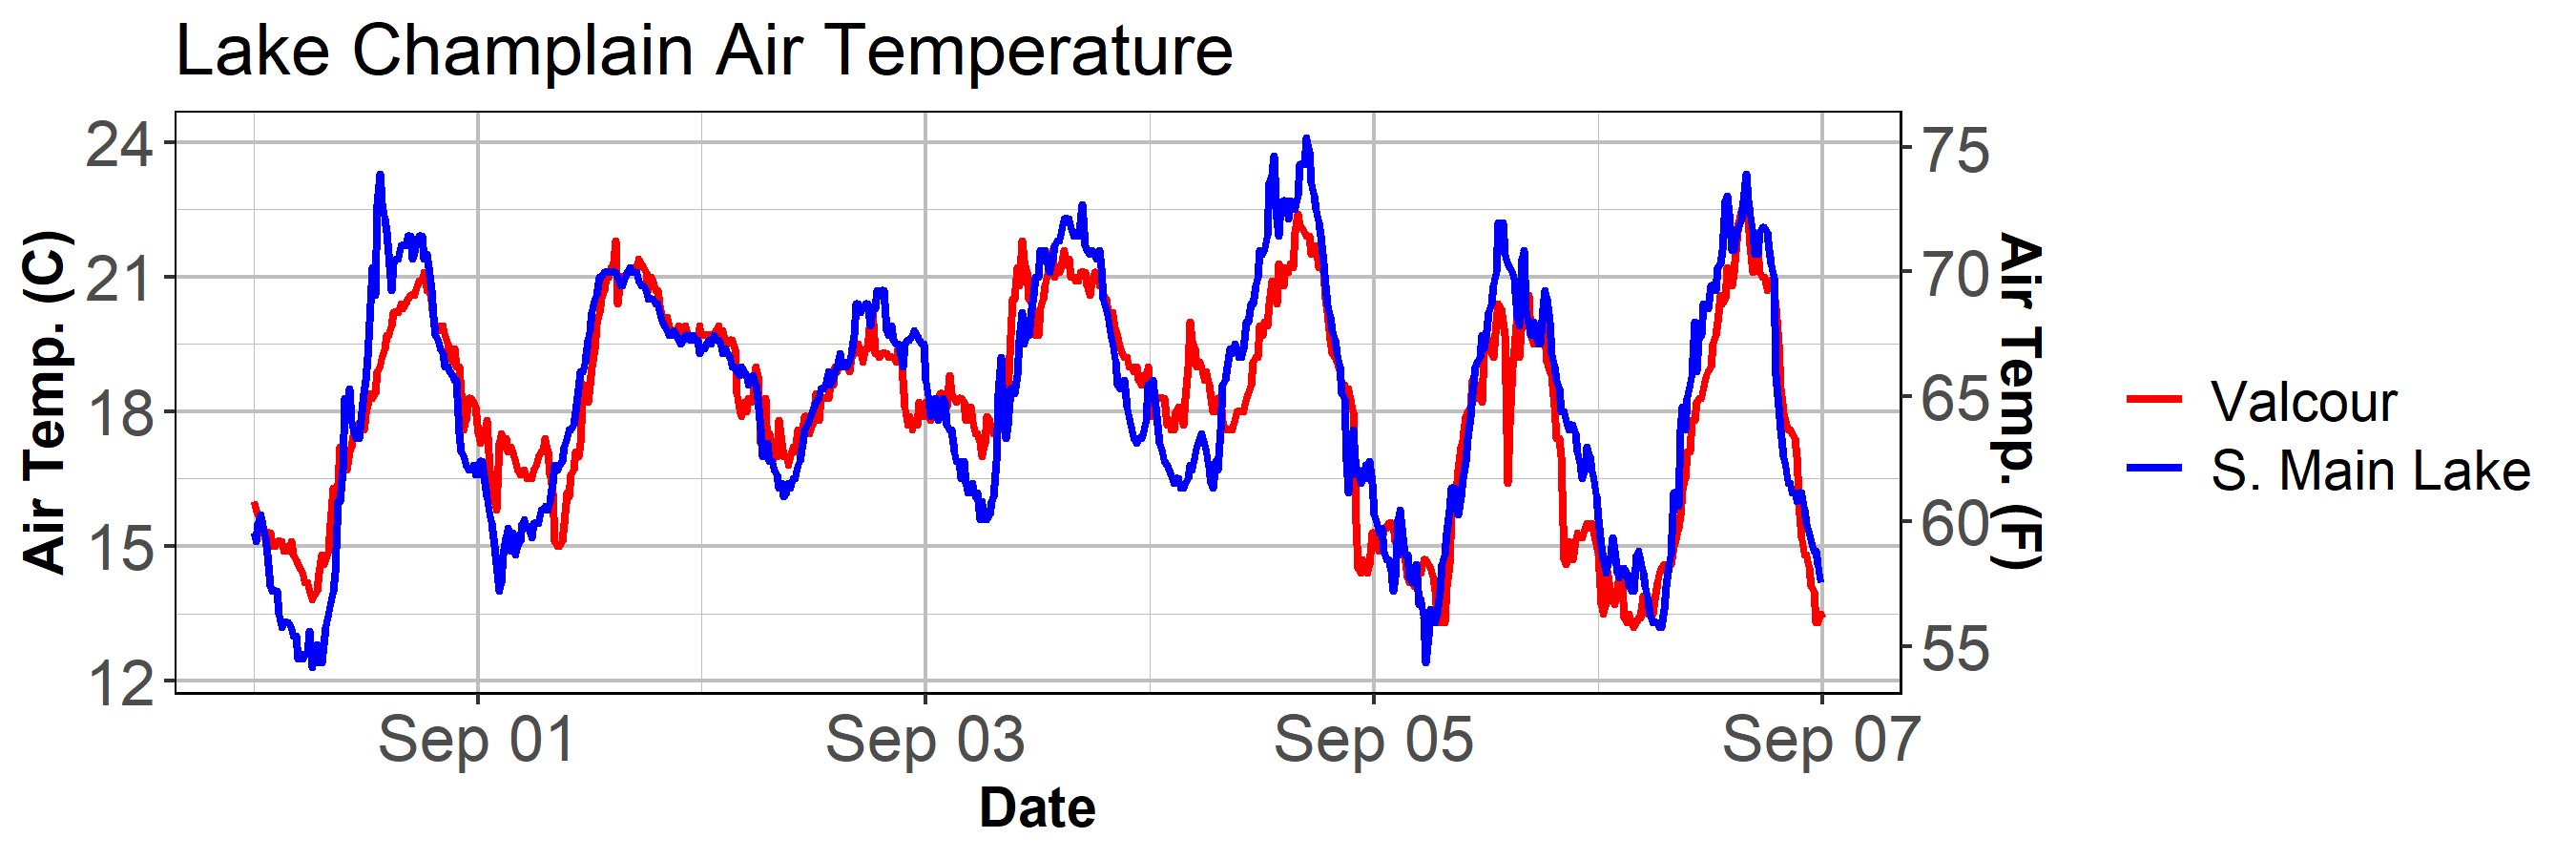 Lake Champlain Air Temperature
Air Temp. (C)
24
21
18
15
12
75
70
65
60
55
Air Temp. (F)
Sep 01
Sep 03
Sep 05
Sep 07
Date
Valcour
S. Main Lake